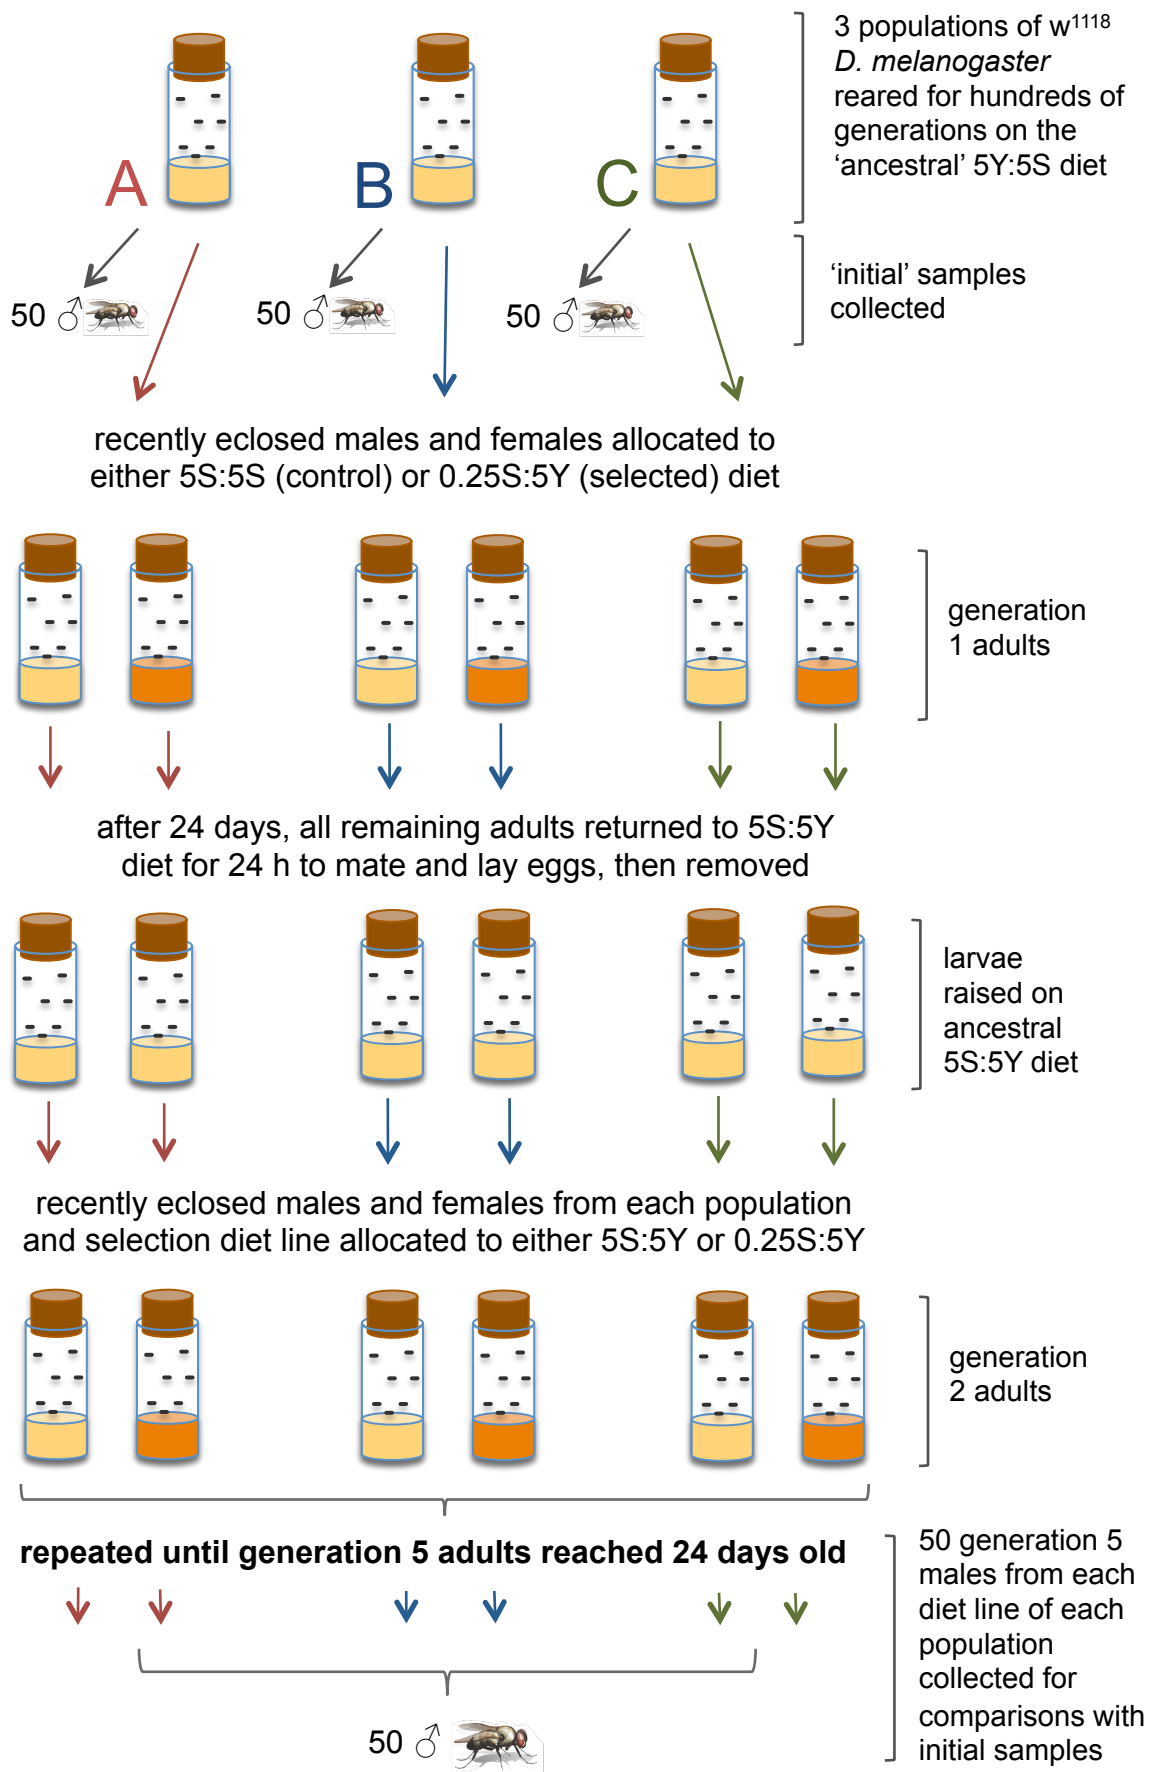 3 populations of w¹¹¹⁸
D. melanogaster
reared for hundreds of
generations on the
‘ancestral’ 5Y:5S diet
A
B
C
‘initial’ samples
collected
50 ♂
50 ♂
50 ♂
recently eclosed males and females allocated to
either 5S:5S (control) or 0.25S:5Y (selected) diet
generation
1 adults
after 24 days, all remaining adults returned to 5S:5Y
diet for 24 h to mate and lay eggs, then removed
larvae
raised on
ancestral
5S:5Y diet
recently eclosed males and females from each population
and selection diet line allocated to either 5S:5Y or 0.25S:5Y
generation
2 adults
repeated until generation 5 adults reached 24 days old
50 generation 5
males from each
diet line of each
population
collected for
comparisons with
initial samples
50 ♂